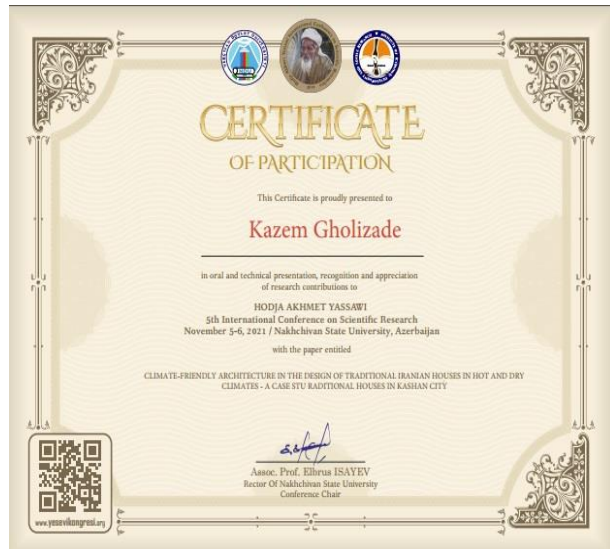 CERTIFICATE
OF PARTICIPATION
This Certificate is proudly presented to
Kazem Gholizade
in oral and technical presentation, recognition and appreciation
of research contributions to
HODJA AKHMET YASSAWI
5th International Conference on Scientific Research
November 5-6, 2021 / Nakhchivan State University, Azerbaijan
with the paper entitled
CLIMATE-FRIENDLY ARCHITECTURE IN THE DESIGN OF TRADITIONAL IRANIAN HOUSES IN HOT AND DRY
CLIMATES - A CASE STU RADITIONAL HOUSES IN KASHAN CITY
Assoc. Prof. Elbrus ISAYEV
Rector Of Nakhchivan State University
Conference Chair
www.yesevikongresi.org